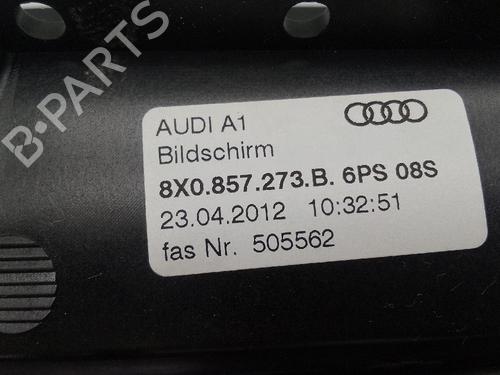 B-PARTS
AUDI A1
Bildschirm
8X0.857.273.B. 6PS 08S
23.04.2012 10:32:51
fas Nr. 505562